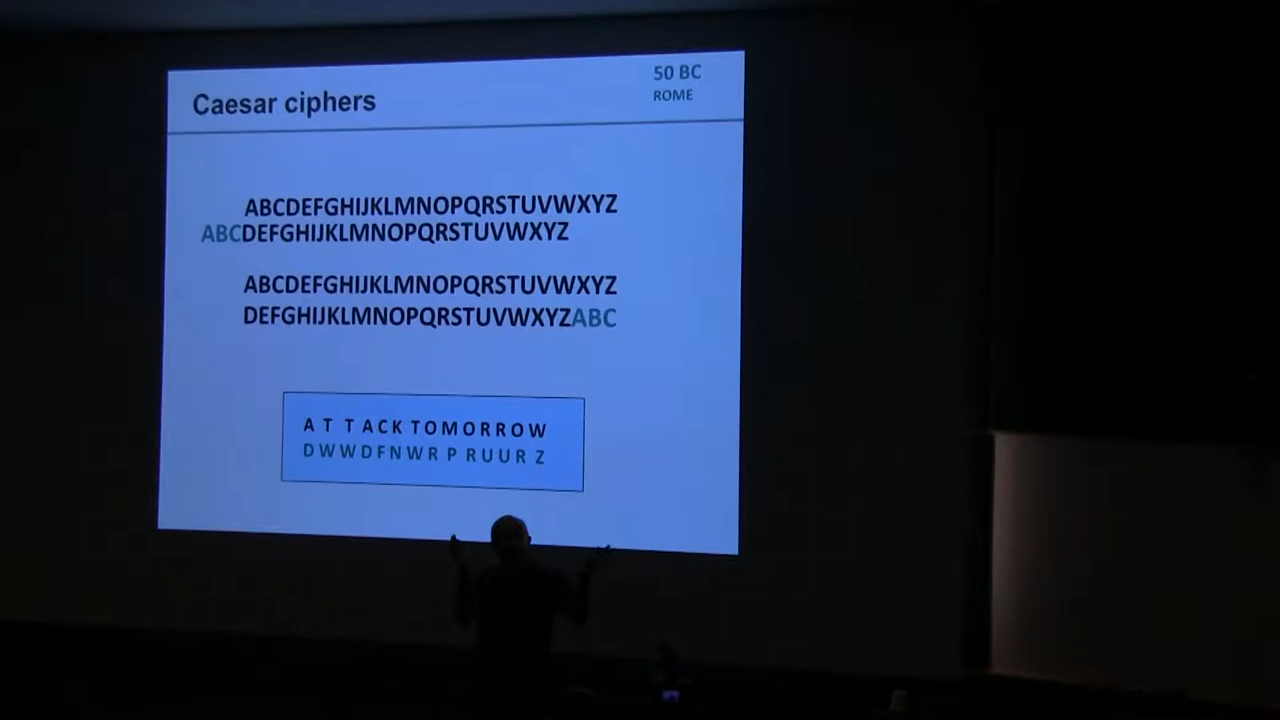 Caesar ciphers
50 BC
ROME
ABCDEFGHIJKLMNOPQRSTUVWXYZ
ABCDEFGHIJKLMNOPQRSTUVWXYZ
ABCDEFGHIJKLMNOPQRSTUVWXYZ
DEFGHIJKLMNOPQRSTUVWXYZABC
A T T A C K T O M O R R O W
D W W D F N W R P R U U R Z